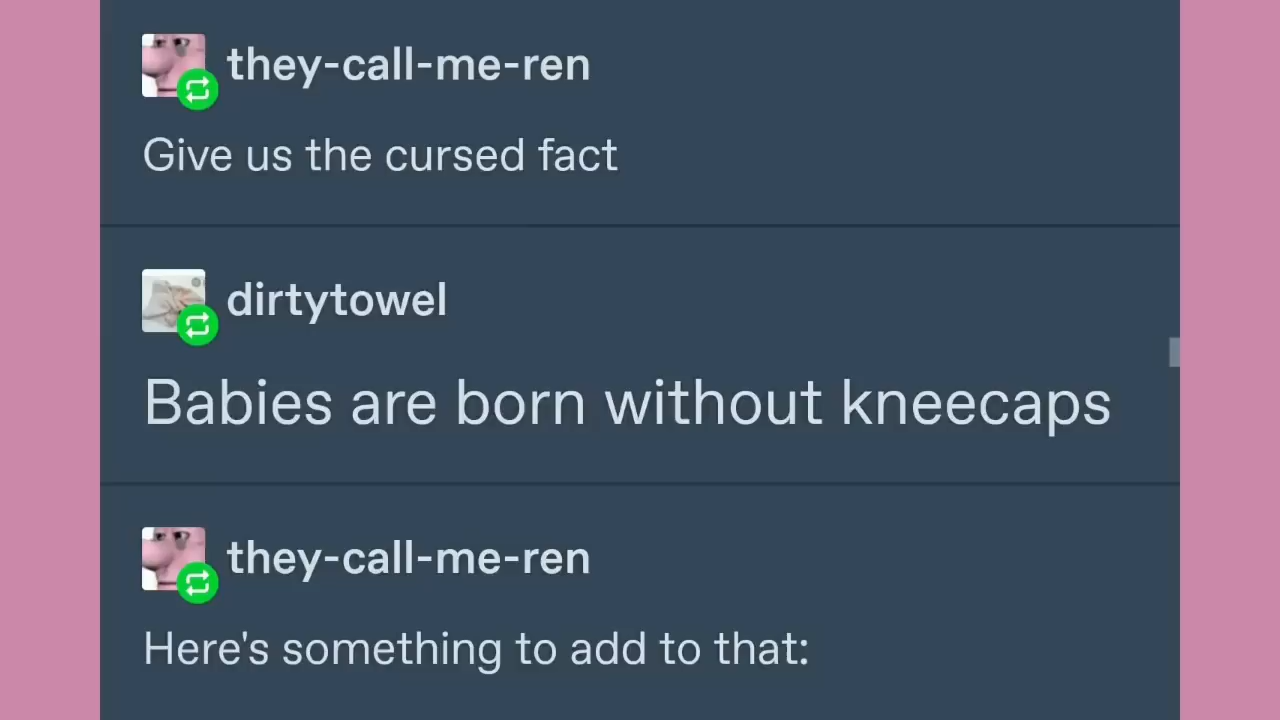 they-call-me-ren
Give us the cursed fact
dirtytowel
Babies are born without kneecaps
they-call-me-ren
Here's something to add to that: